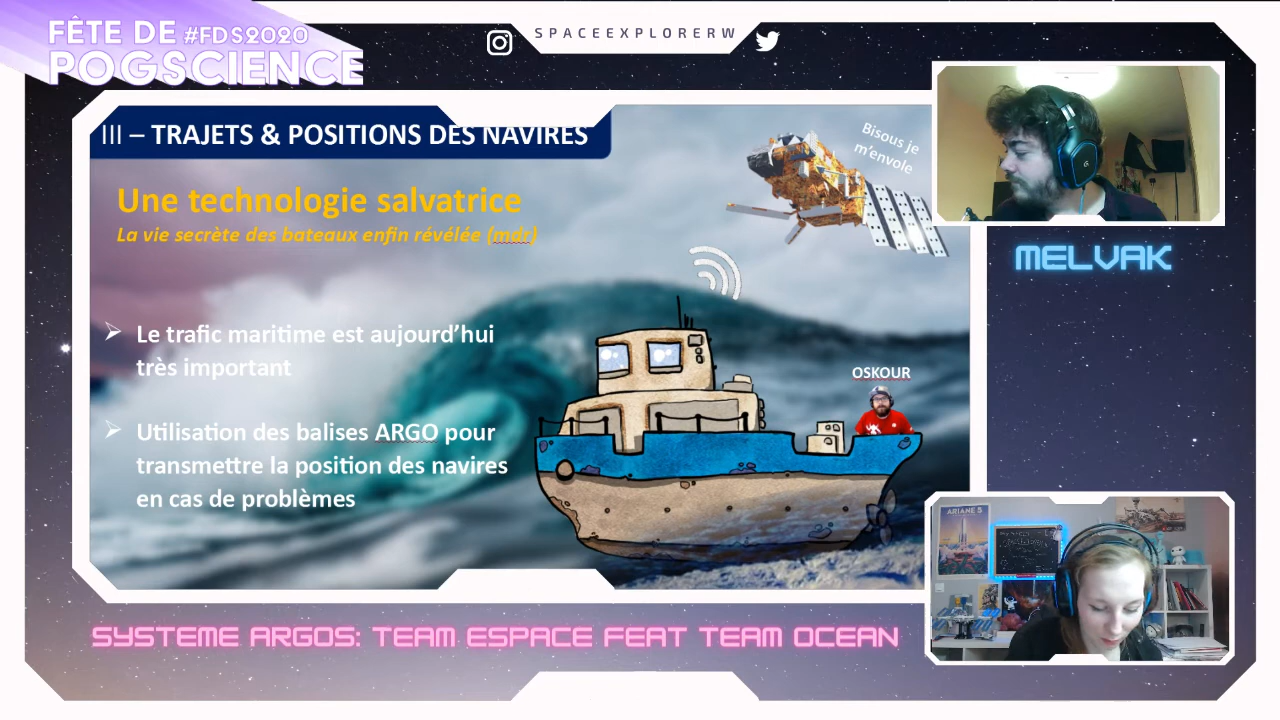 FÊTE DE #FDS2020
POGSCIENCE
SPACEEXPLORERW
III – TRAJETS & POSITIONS DES NAVIRES
Bisous je
m'envole
Une technologie salvatrice
La vie secrète des bateaux enfin révélée (mdr)
MELVAK
Le trafic maritime est aujourd'hui
très important
OSKOUR
Utilisation des balises ARGO pour
transmettre la position des navires
en cas de problèmes
ARIANE 5
SYSTEME ARGOS: TEAM ESPACE FEAT TEAM OCEAN